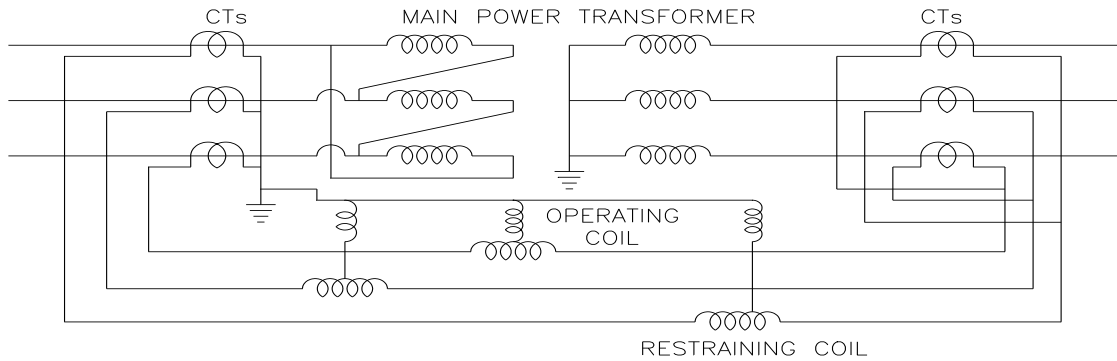 CTs
MAIN POWER TRANSFORMER
CTs
OPERATING
COIL
RESTRAINING COIL